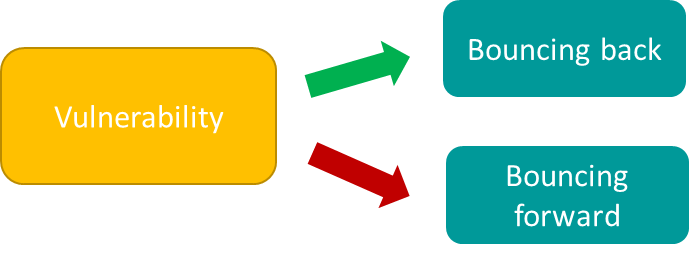 Vulnerability
Bouncing back
Bouncing
forward